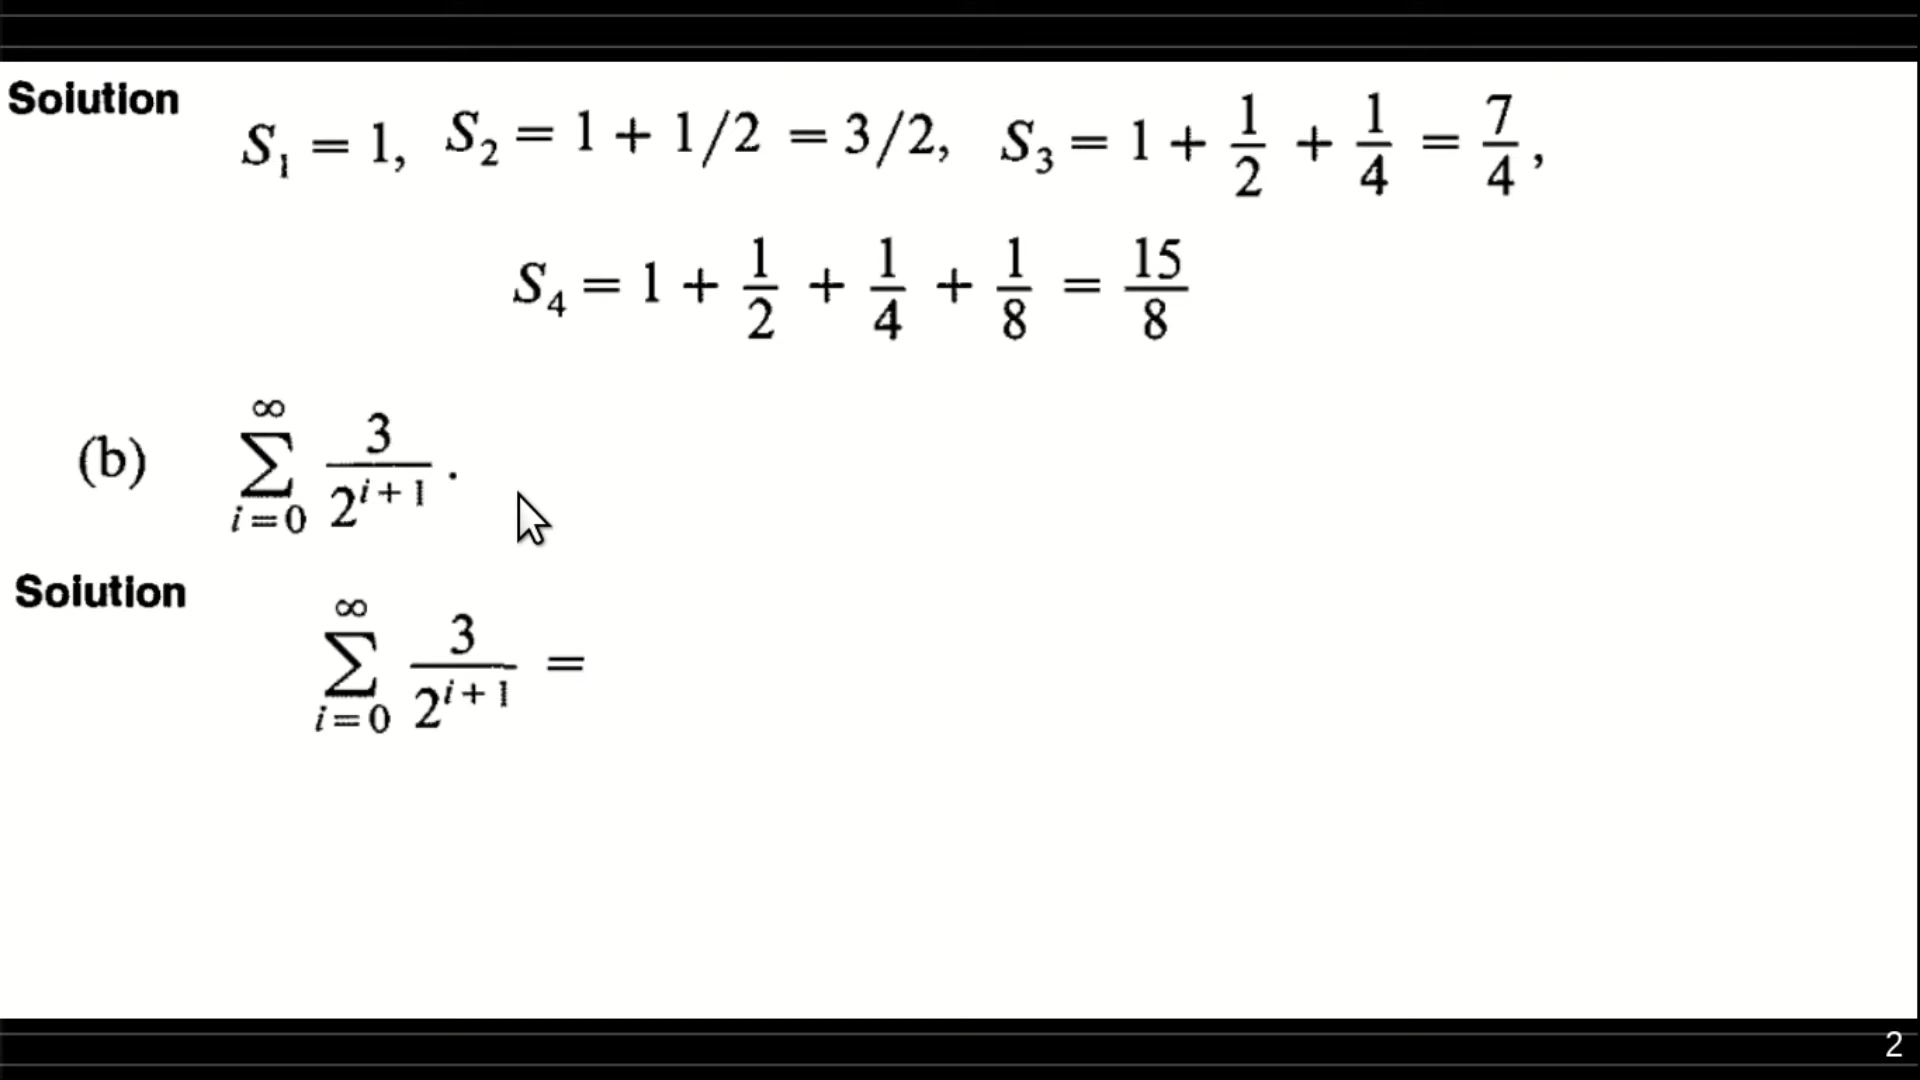 Solution
S₁ = 1, S₂ = 1 + 1/2 = 3/2, S₃ = 1 + 1/2 + 1/4 = 7/4,
S₄ = 1 + 1/2 + 1/4 + 1/8 = 15/8
(b) ∑_{i=0}^{∞} 3/2^{i+1}.
Solution
∑_{i=0}^{∞} 3/2^{i+1} =
2